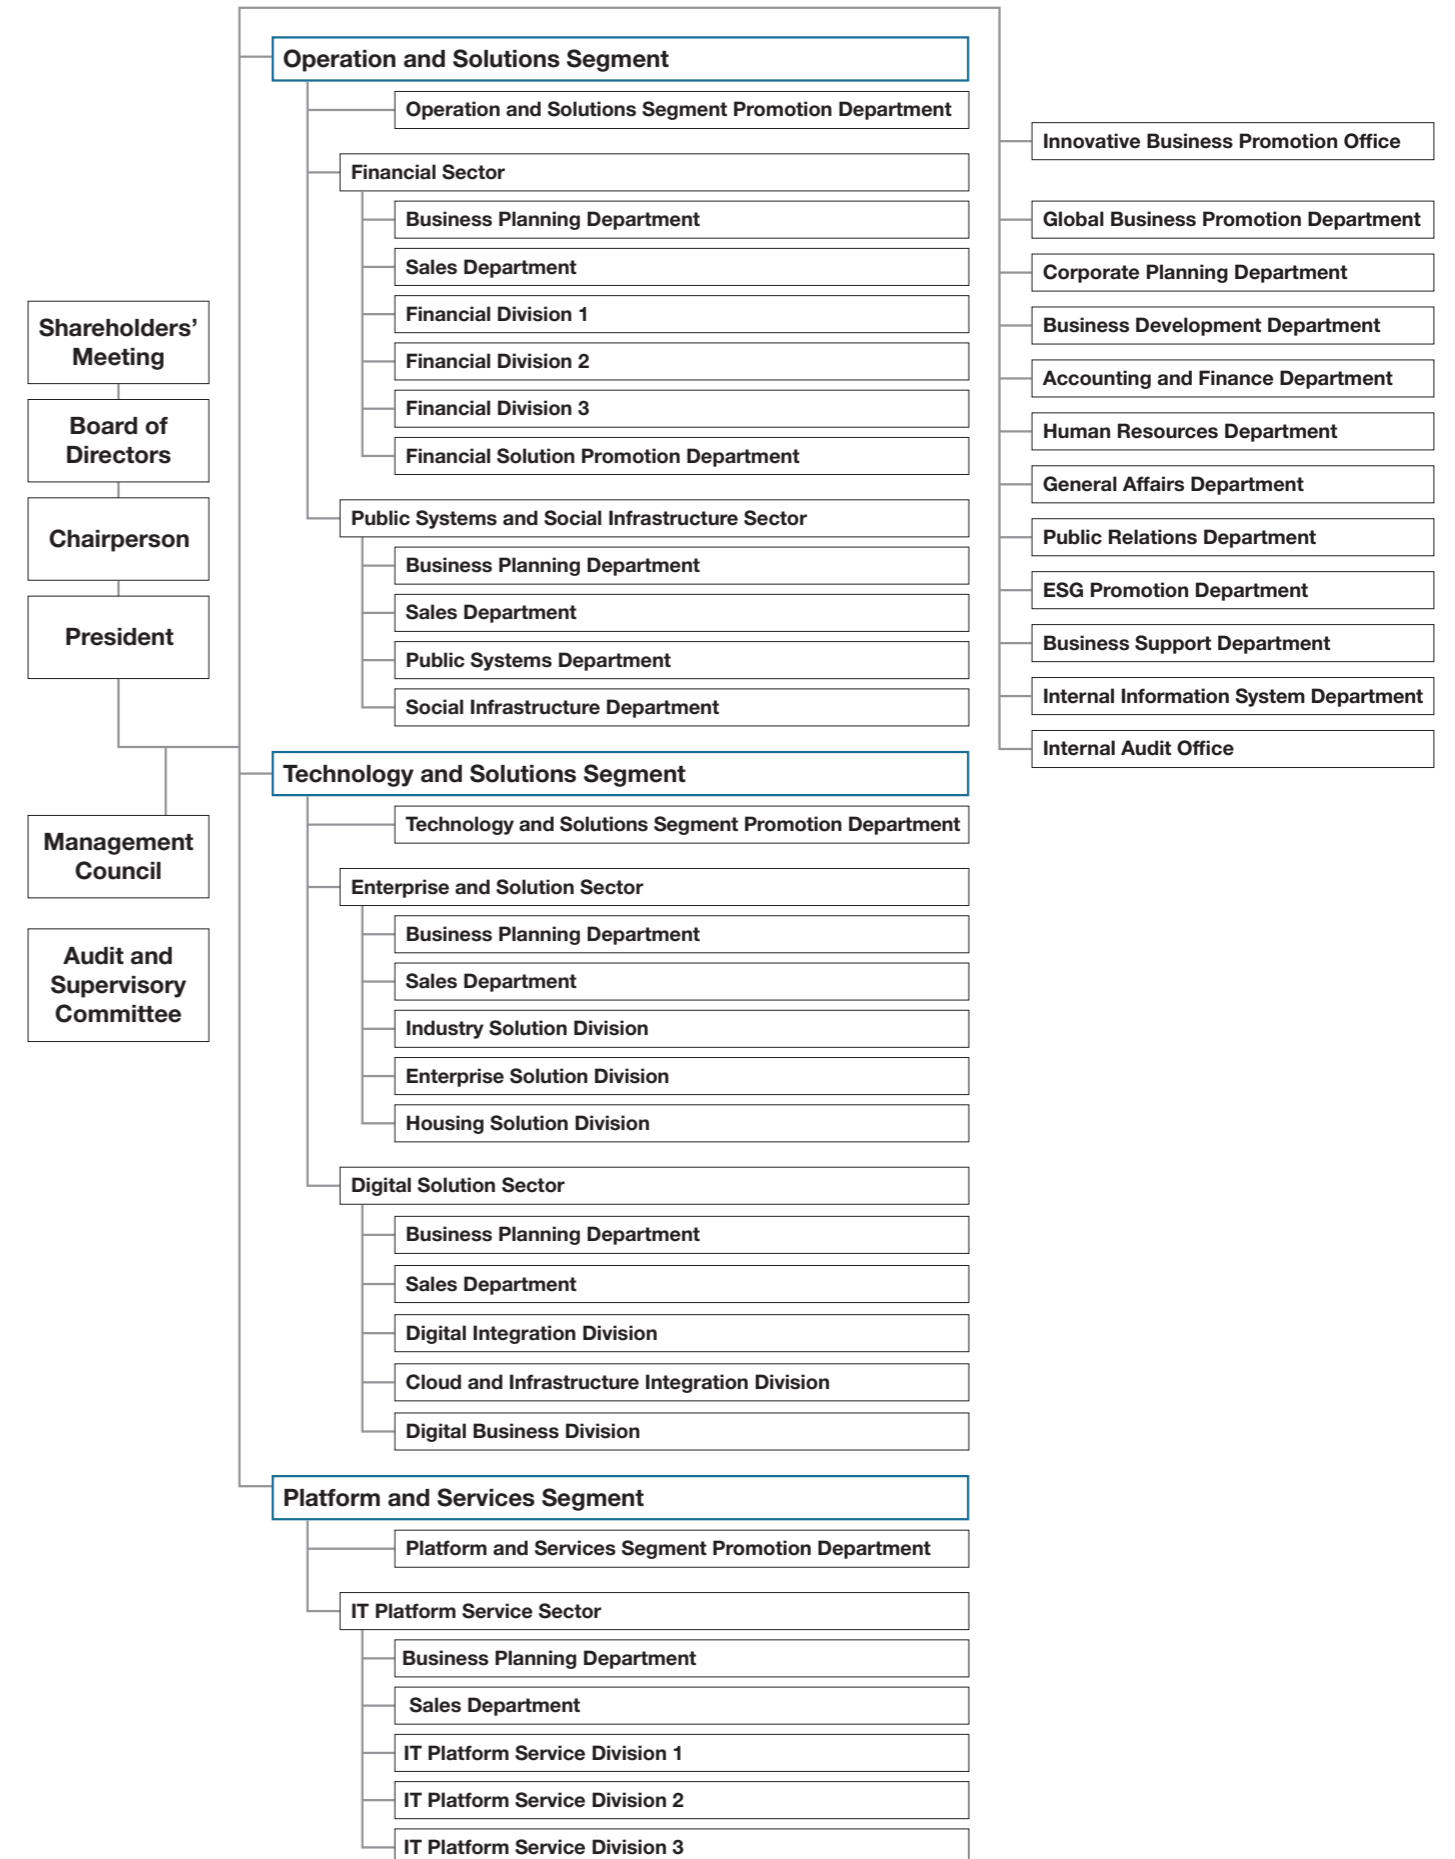 Shareholders’
Meeting
Board of
Directors
Chairperson
President
Management
Council
Audit and
Supervisory
Committee
Operation and Solutions Segment
Operation and Solutions Segment Promotion Department
Financial Sector
Business Planning Department
Sales Department
Financial Division 1
Financial Division 2
Financial Division 3
Financial Solution Promotion Department
Public Systems and Social Infrastructure Sector
Business Planning Department
Sales Department
Public Systems Department
Social Infrastructure Department
Technology and Solutions Segment
Technology and Solutions Segment Promotion Department
Enterprise and Solution Sector
Business Planning Department
Sales Department
Industry Solution Division
Enterprise Solution Division
Housing Solution Division
Digital Solution Sector
Business Planning Department
Sales Department
Digital Integration Division
Cloud and Infrastructure Integration Division
Digital Business Division
Platform and Services Segment
Platform and Services Segment Promotion Department
IT Platform Service Sector
Business Planning Department
Sales Department
IT Platform Service Division 1
IT Platform Service Division 2
IT Platform Service Division 3
Innovative Business Promotion Office
Global Business Promotion Department
Corporate Planning Department
Business Development Department
Accounting and Finance Department
Human Resources Department
General Affairs Department
Public Relations Department
ESG Promotion Department
Business Support Department
Internal Information System Department
Internal Audit Office